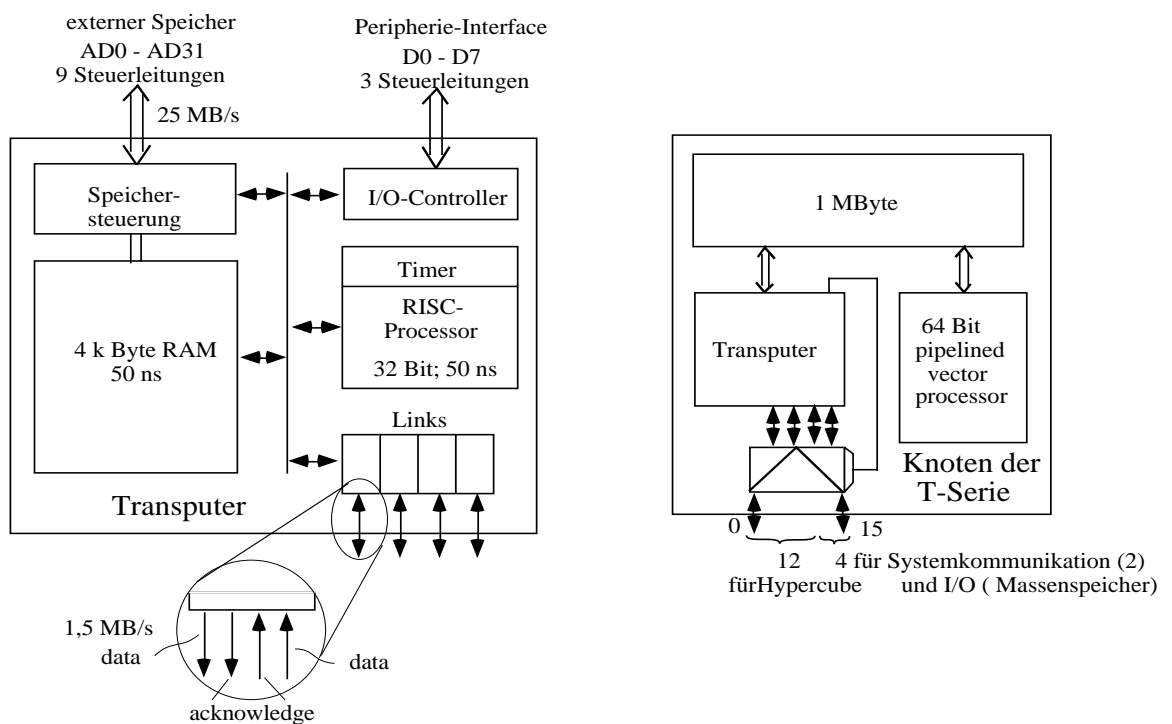 externer Speicher
AD0 - AD31
9 Steuerleitungen
25 MB/s
Peripherie-Interface
D0 - D7
3 Steuerleitungen
Speicher-
steuerung
I/O-Controller
4 k Byte RAM
50 ns
Timer
RISC-
Processor
32 Bit; 50 ns
Links
Transputer
1,5 MB/s
data
data
acknowledge
1 MByte
Transputer
64 Bit
pipelined
vector
processor
Knoten der
T-Serie
0
15
12
fürHypercube
4 für Systemkommunikation (2)
und I/O ( Massenspeicher)